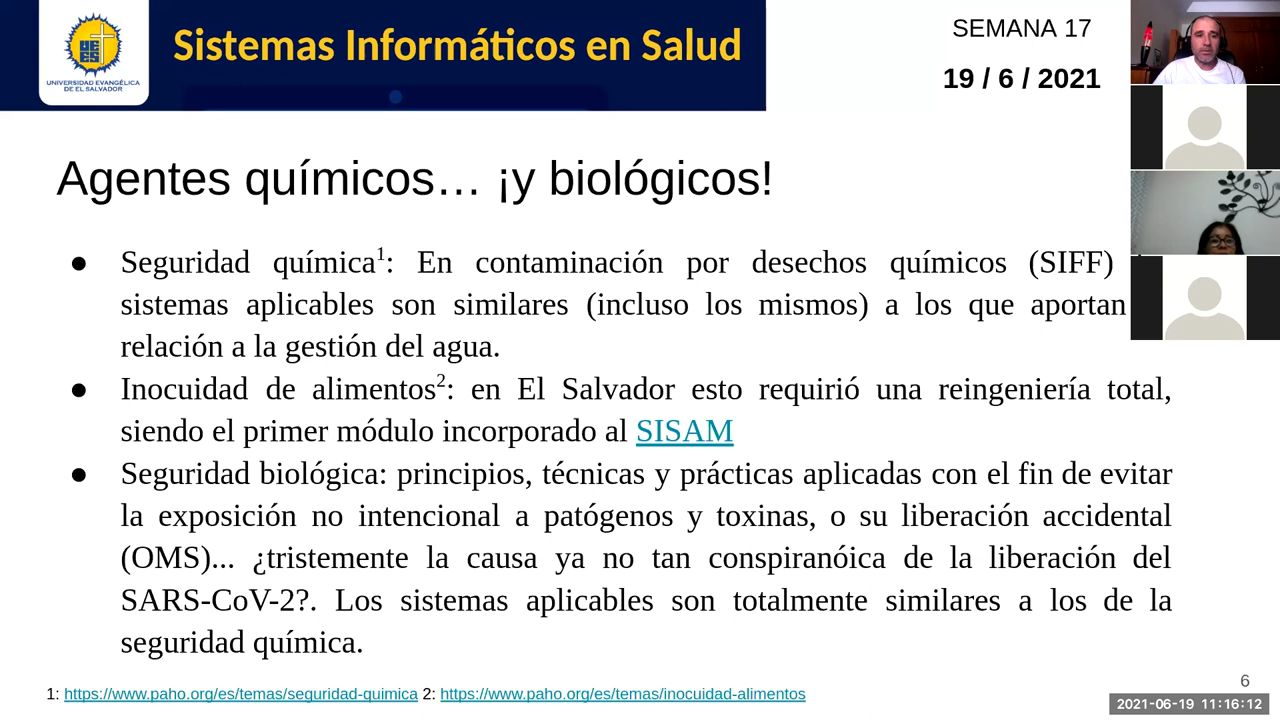 Sistemas Informáticos en Salud
UNIVERSIDAD EVANGÉLICA
DE EL SALVADOR
SEMANA 17
19 / 6 / 2021
Agentes químicos… ¡y biológicos!
● Seguridad química1: En contaminación por desechos químicos (SIFF)
sistemas aplicables son similares (incluso los mismos) a los que aportan
relación a la gestión del agua.
● Inocuidad de alimentos2: en El Salvador esto requirió una reingeniería total,
siendo el primer módulo incorporado al SISAM
● Seguridad biológica: principios, técnicas y prácticas aplicadas con el fin de evitar
la exposición no intencional a patógenos y toxinas, o su liberación accidental
(OMS)... ¿tristemente la causa ya no tan conspiranóica de la liberación del
SARS-CoV-2?. Los sistemas aplicables son totalmente similares a los de la
seguridad química.
1: https://www.paho.org/es/temas/seguridad-quimica 2: https://www.paho.org/es/temas/inocuidad-alimentos
6
2021-06-19 11:16:12